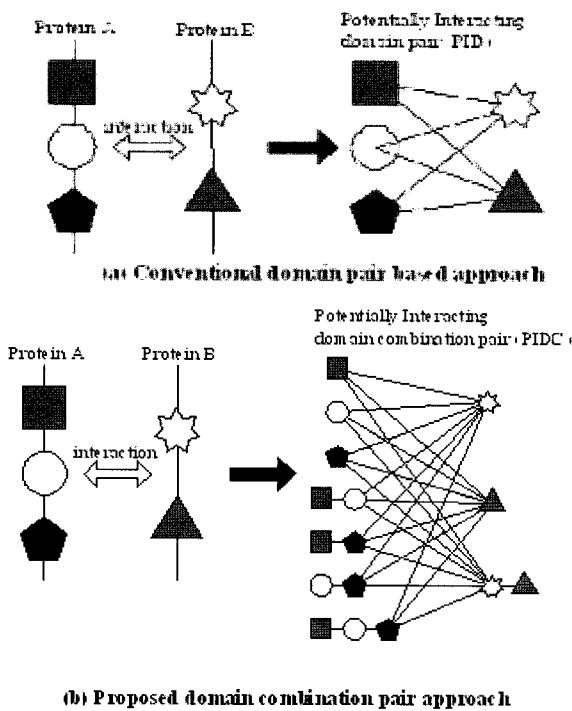 Protein A
Protein B
Potentially Interacting
domain pair (PID)
interaction
(a) Conventional domain pair based approach
Potentially Interacting
domain combination pair (PIDC)
Protein A
Protein B
interaction
(b) Proposed domain combination pair approach